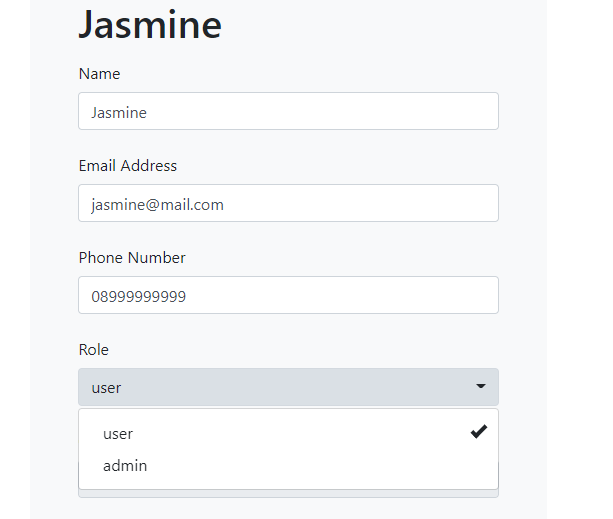 Jasmine
Name
Jasmine
Email Address
jasmine@mail.com
Phone Number
08999999999
Role
user
user
admin